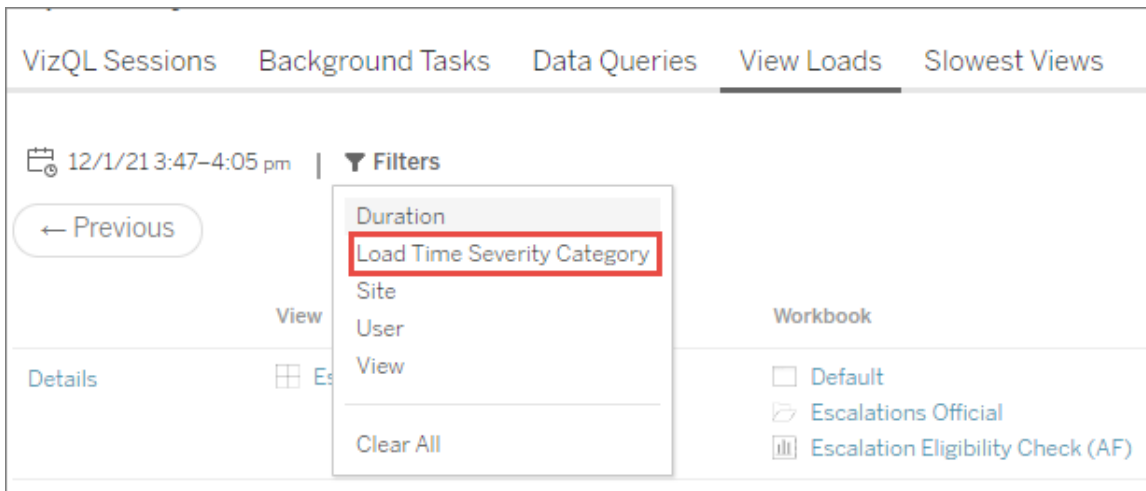 VizQL Sessions Background Tasks Data Queries View Loads Slowest Views
12/1/21 3:47–4:05 pm | Filters
← Previous
Duration
Load Time Severity Category
Site
User
View
Clear All
View Workbook
Details Es Default
Escalations Official
Escalation Eligibility Check (AF)